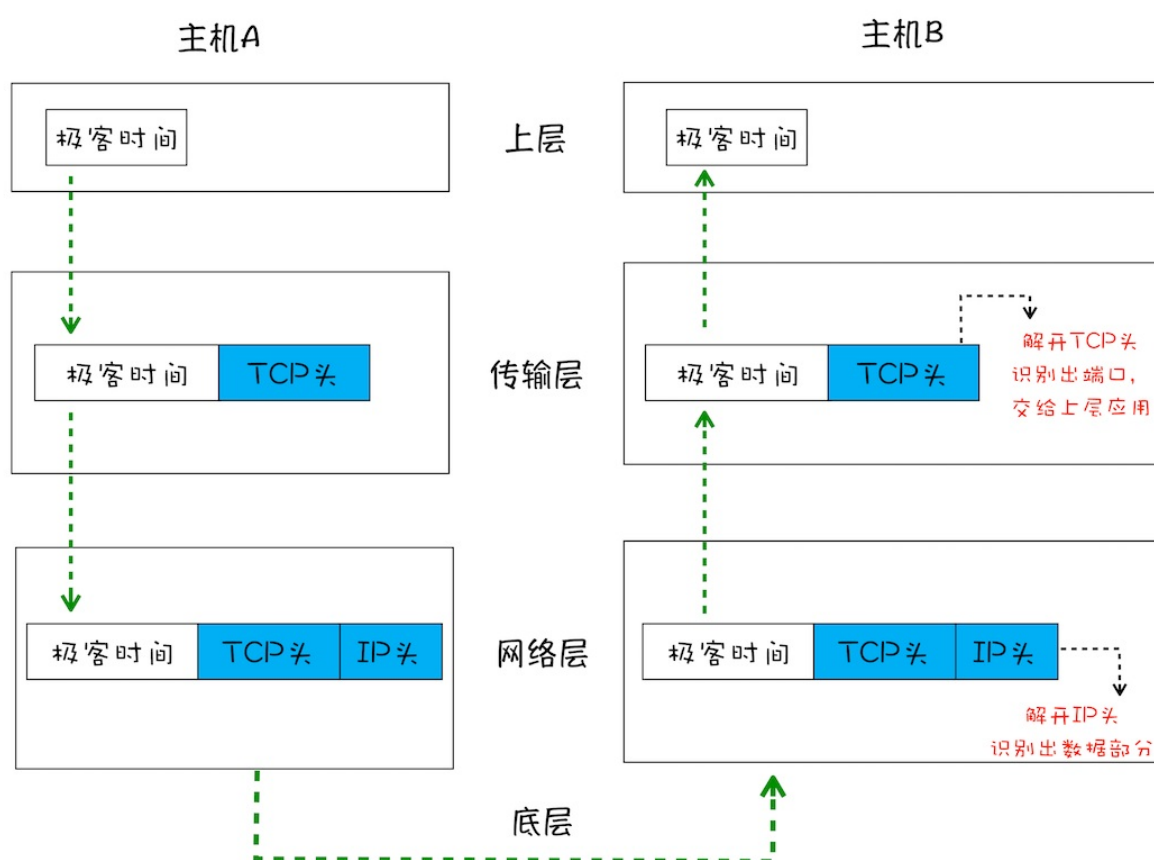 主机A
主机B
极客时间
上层
极客时间
极客时间
TCP头
传输层
极客时间
TCP头
解开TCP头
识别出端口,
交给上层应用
极客时间
TCP头
IP头
网络层
极客时间
TCP头
IP头
解开IP头
识别出数据部分
底层